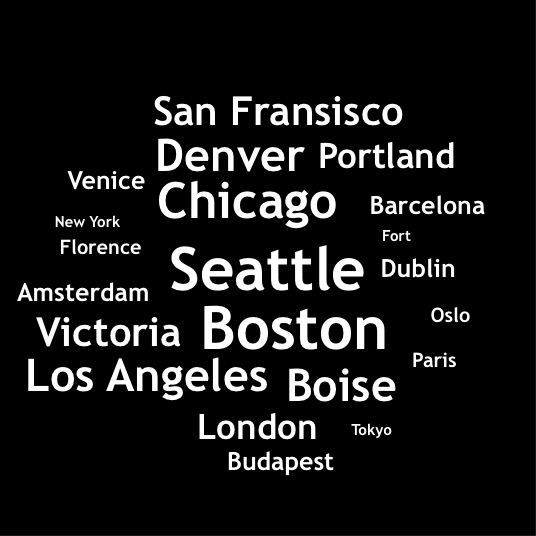 San Fransisco
Denver
Portland
Venice
Chicago
Barcelona
New York
Fort
Florence
Seattle
Dublin
Amsterdam
Oslo
Victoria
Boston
Paris
Los Angeles
Boise
London
Tokyo
Budapest